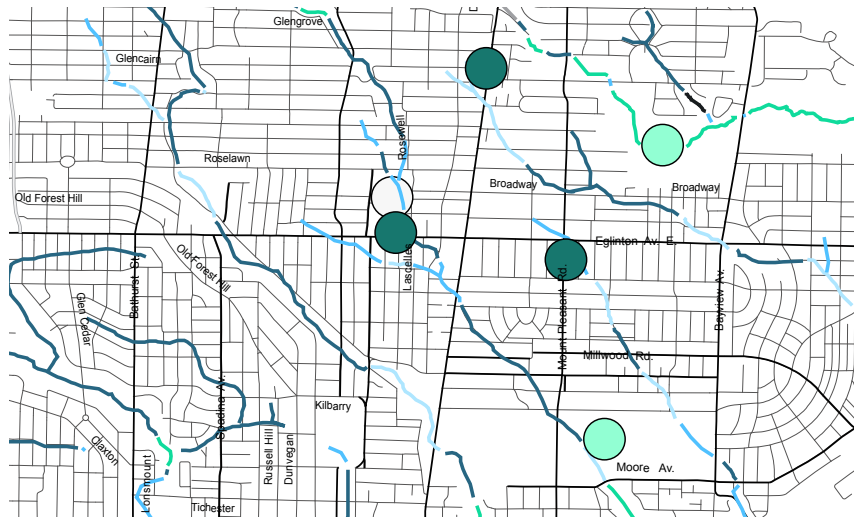 Glengrove
Glencairn
Rosewell
Roselawn
Broadway
Broadway
Old Forest Hill
Eglinton Av. E.
Old Forest Hill
Lascelles
Bathurst St.
Bayview Av.
Glen Cedar
Mount Pleasant Rd.
Millwood Rd.
Spadina Av.
Kilbarry
Russell Hill
Dunvegan
Claxton
Lonsmount
Moore Av.
Tichester